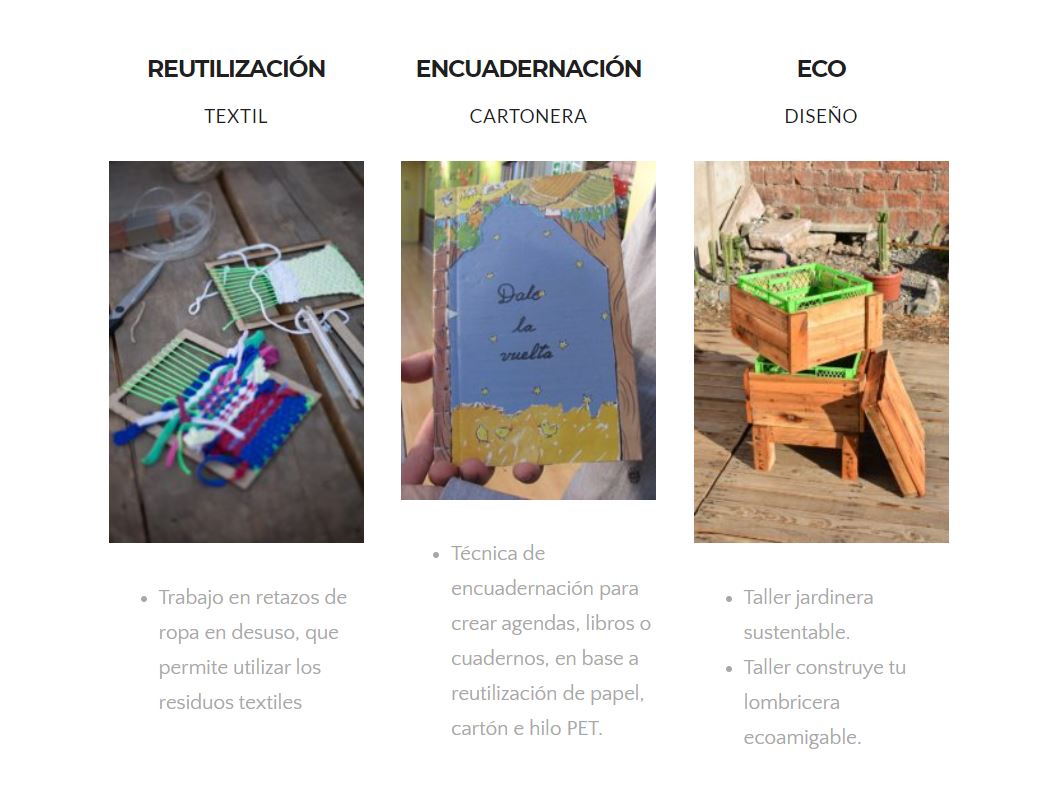 REUTILIZACIÓN
TEXTIL
Trabajo en retazos de
ropa en desuso, que
permite utilizar los
residuos textiles
ENCUADERNACIÓN
CARTONERA
Dale
la
vuelta
Técnica de
encuadernación para
crear agendas, libros o
cuadernos, en base a
reutilización de papel,
cartón e hilo PET.
ECO
DISEÑO
Taller jardinera
sustentable.
Taller construye tu
lombricera
ecoamigable.